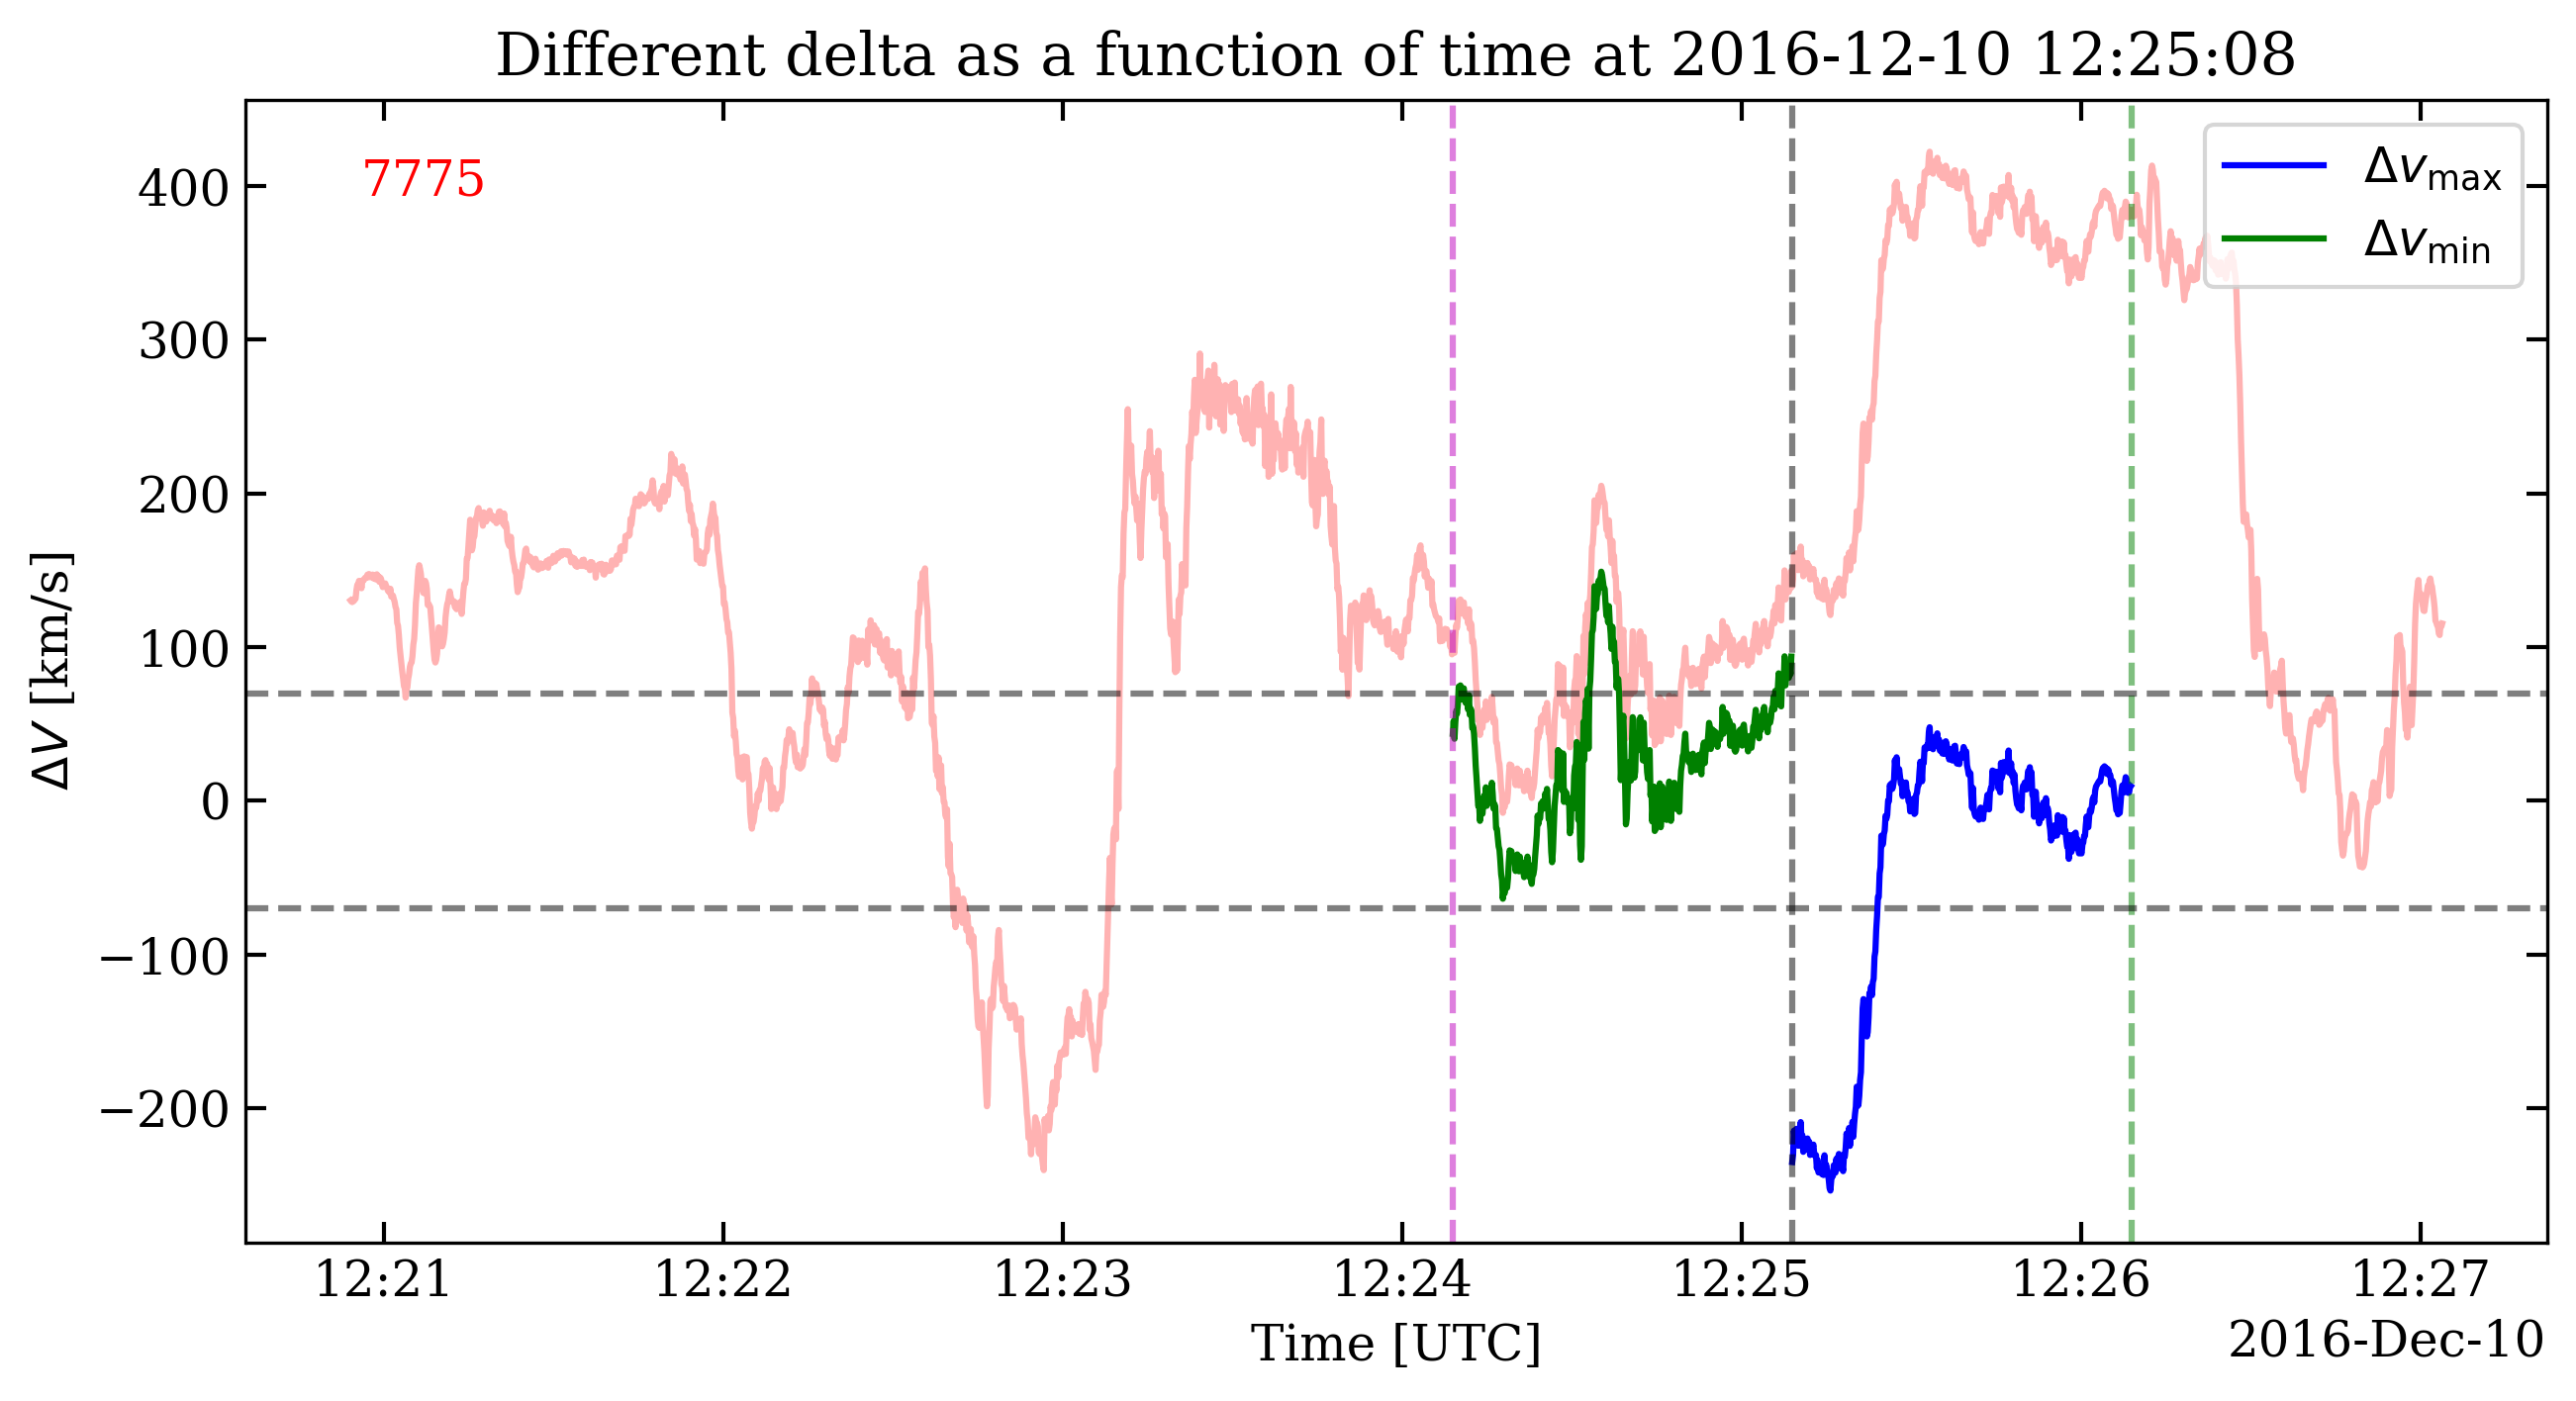 Different delta as a function of time at 2016-12-10 12:25:08
7775
Δv_max
Δv_min
400
300
200
100
0
−100
−200
ΔV [km/s]
12:21 12:22 12:23 12:24 12:25 12:26 12:27
Time [UTC]
2016-Dec-10